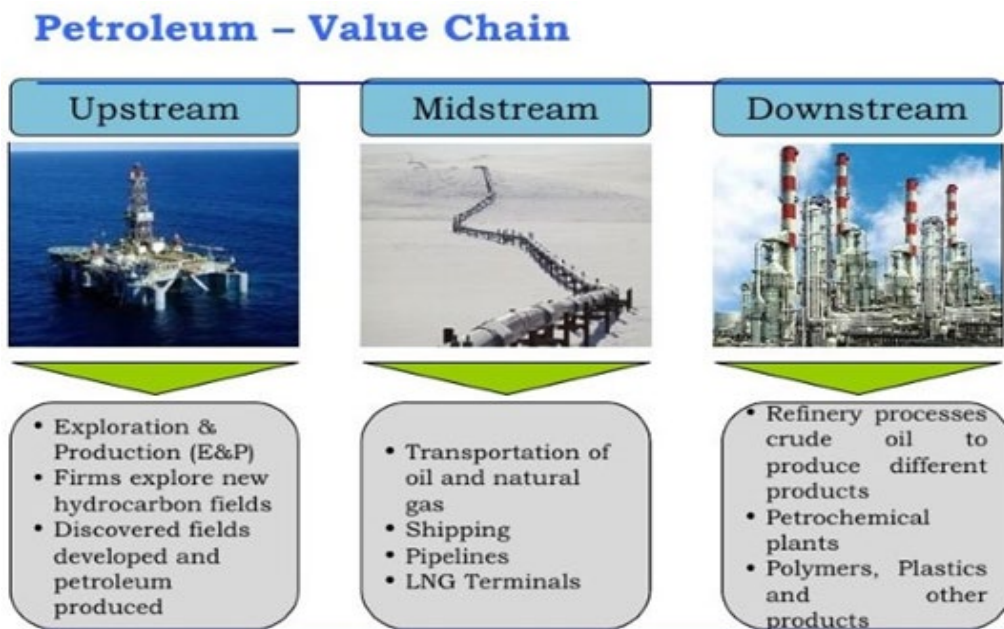 Petroleum – Value Chain
Upstream
Midstream
Downstream
• Exploration &
Production (E&P)
• Firms explore new
hydrocarbon fields
• Discovered fields
developed and
petroleum
produced
• Transportation of
oil and natural
gas
• Shipping
• Pipelines
• LNG Terminals
• Refinery processes
crude oil to
produce different
products
• Petrochemical
plants
• Polymers, Plastics
and other
products